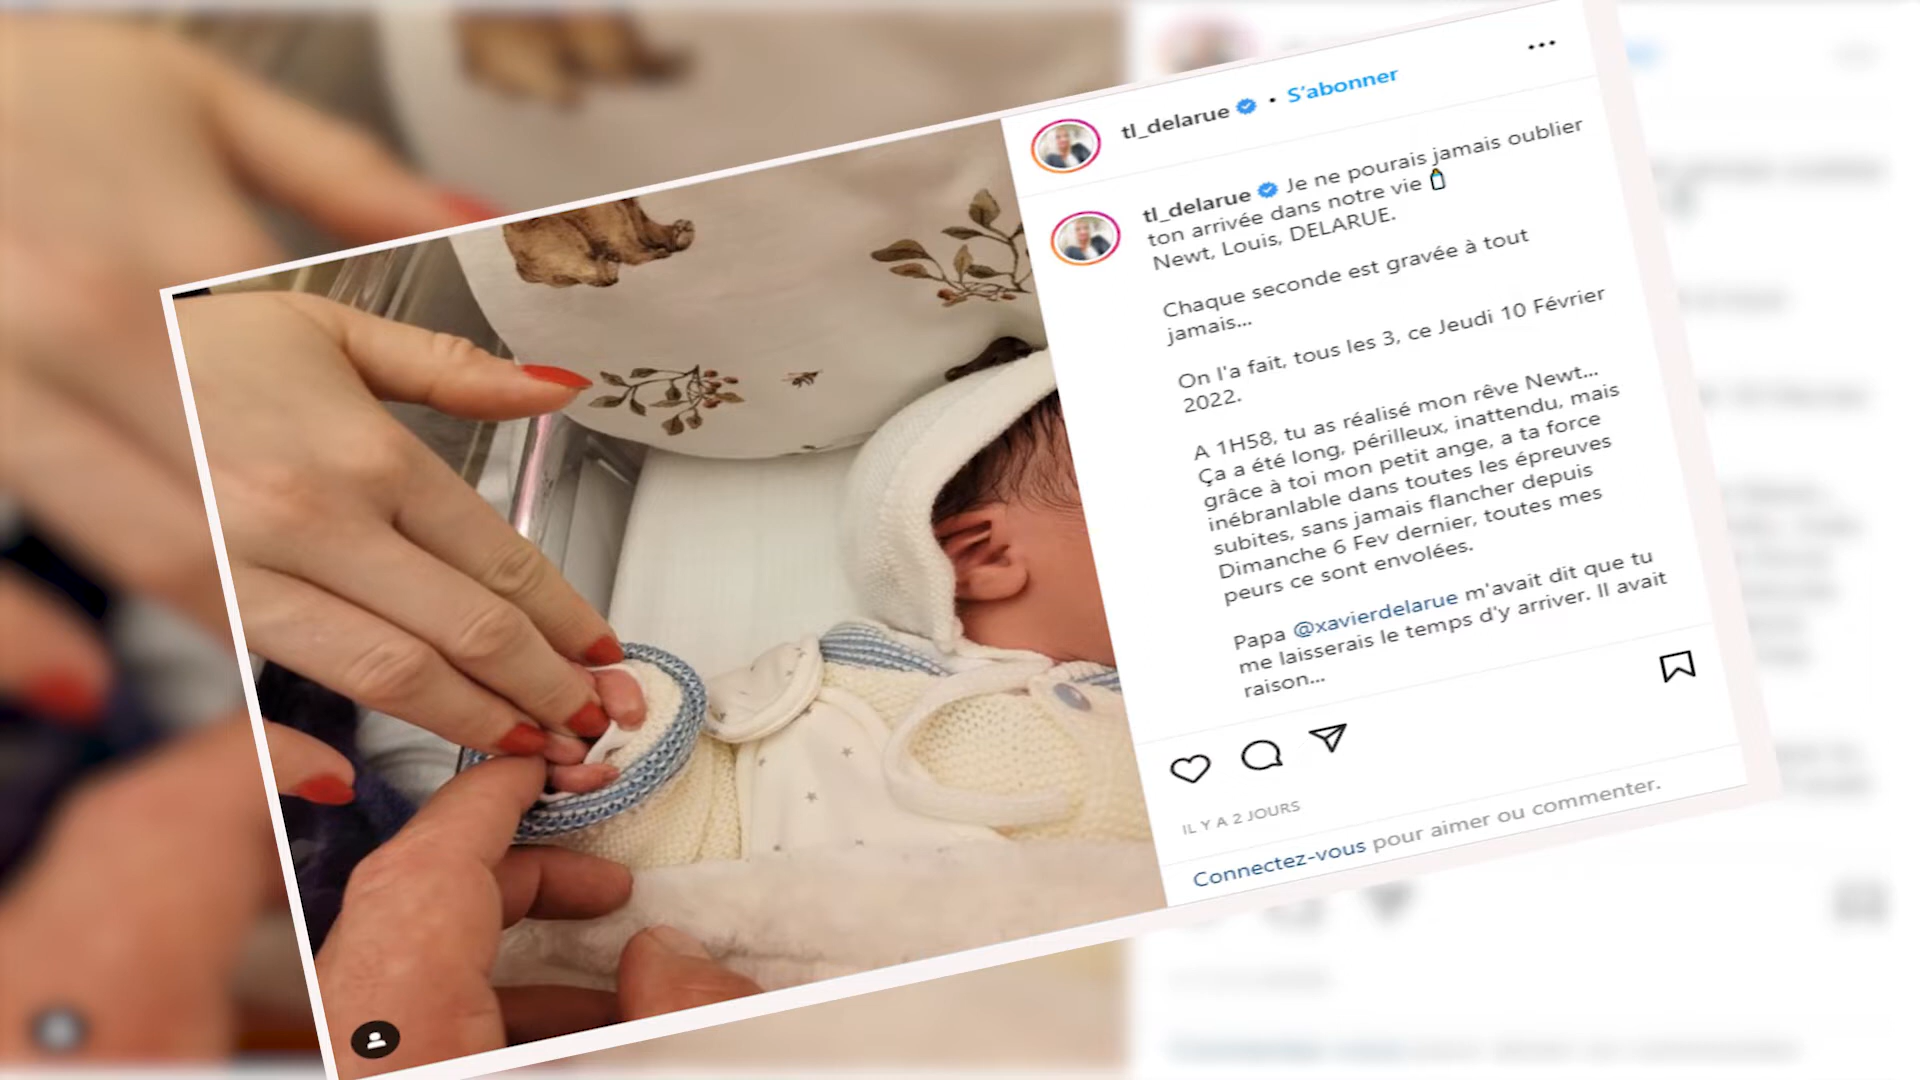 tl_delarue • S'abonner
tl_delarue Je ne pourais jamais oublier
ton arrivée dans notre vie
Newt, Louis, DELARUE.
Chaque seconde est gravée à tout
jamais...
On l'a fait, tous les 3, ce Jeudi 10 Février
2022.
A 1H58, tu as réalisé mon rêve Newt...
Ça a été long, périlleux, inattendu, mais
grâce à toi mon petit ange, a ta force
inébranlable dans toutes les épreuves
subites, sans jamais flancher depuis
Dimanche 6 Fev dernier, toutes mes
peurs ce sont envolées.
Papa @xavierdelarue m'avait dit que tu
me laisserais le temps d'y arriver. Il avait
raison...
IL Y A 2 JOURS
Connectez-vous pour aimer ou commenter.